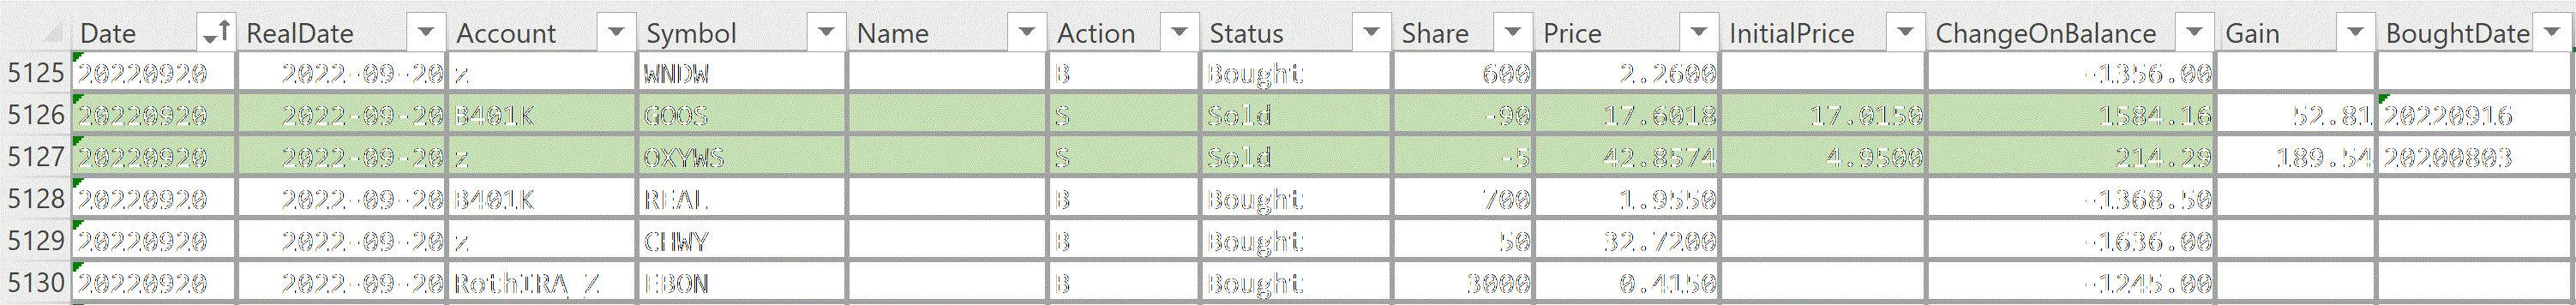 Date RealDate Account Symbol Name Action Status Share Price InitialPrice ChangeOnBalance Gain BoughtDate
5125 20220920 2022-09-20 z WNDW B Bought 600 2.2600 -1356.00
5126 20220920 2022-09-20 B401K GOOS S Sold -90 17.6018 17.0150 1584.16 52.81 20220916
5127 20220920 2022-09-20 z OXYWS S Sold -5 42.8574 4.9500 214.29 189.54 20200803
5128 20220920 2022-09-20 B401K REAL B Bought 700 1.9550 -1368.50
5129 20220920 2022-09-20 z CHWY B Bought 50 32.7200 -1636.00
5130 20220920 2022-09-20 RothIRA_Z EBON B Bought 3000 0.4150 -1245.00